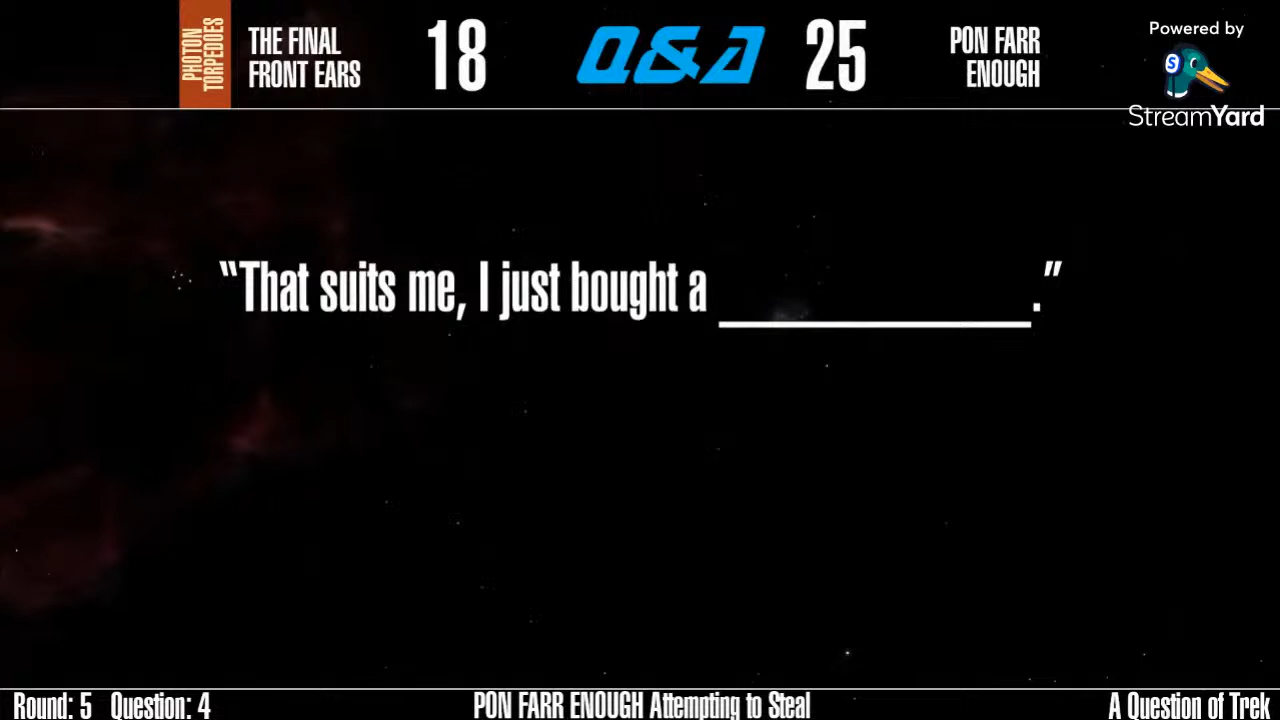 PHOTON
TORPEDOES
THE FINAL
FRONT EARS
18
Q&A
25
PON FARR
ENOUGH
Powered by
S
StreamYard
“That suits me, I just bought a ____________.”
Round: 5 Question: 4
PON FARR ENOUGH Attempting to Steal
A Question of Trek